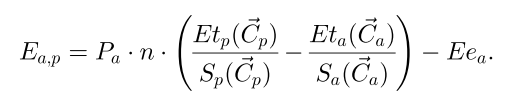 $E_{a,p} = P_a \cdot n \cdot \left( \frac{Et_p(\vec{C}_p)}{S_p(\vec{C}_p)} - \frac{Et_a(\vec{C}_a)}{S_a(\vec{C}_a)} \right) - Ee_a.$